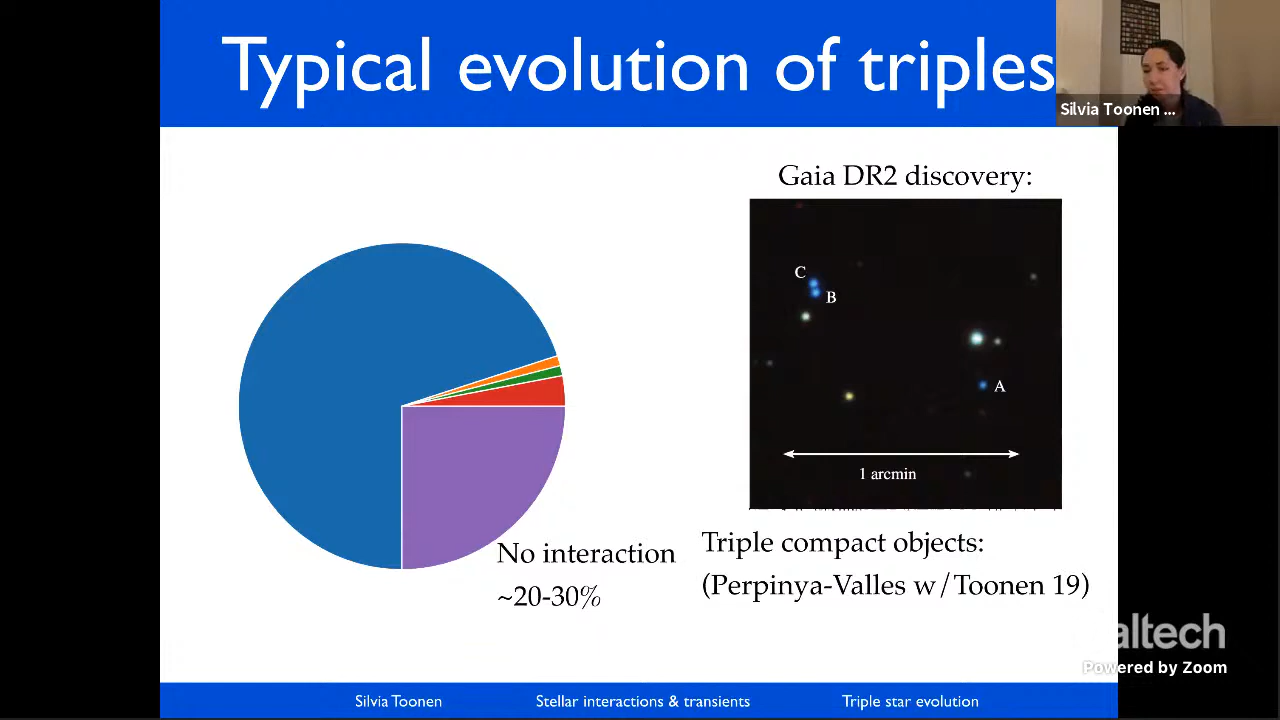 Typical evolution of triples
Silvia Toonen ...
Gaia DR2 discovery:
C
B
A
1 arcmin
No interaction
~20-30%
Triple compact objects:
(Perpinya-Valles w/Toonen 19)
altech
Powered by Zoom
Silvia Toonen
Stellar interactions & transients
Triple star evolution